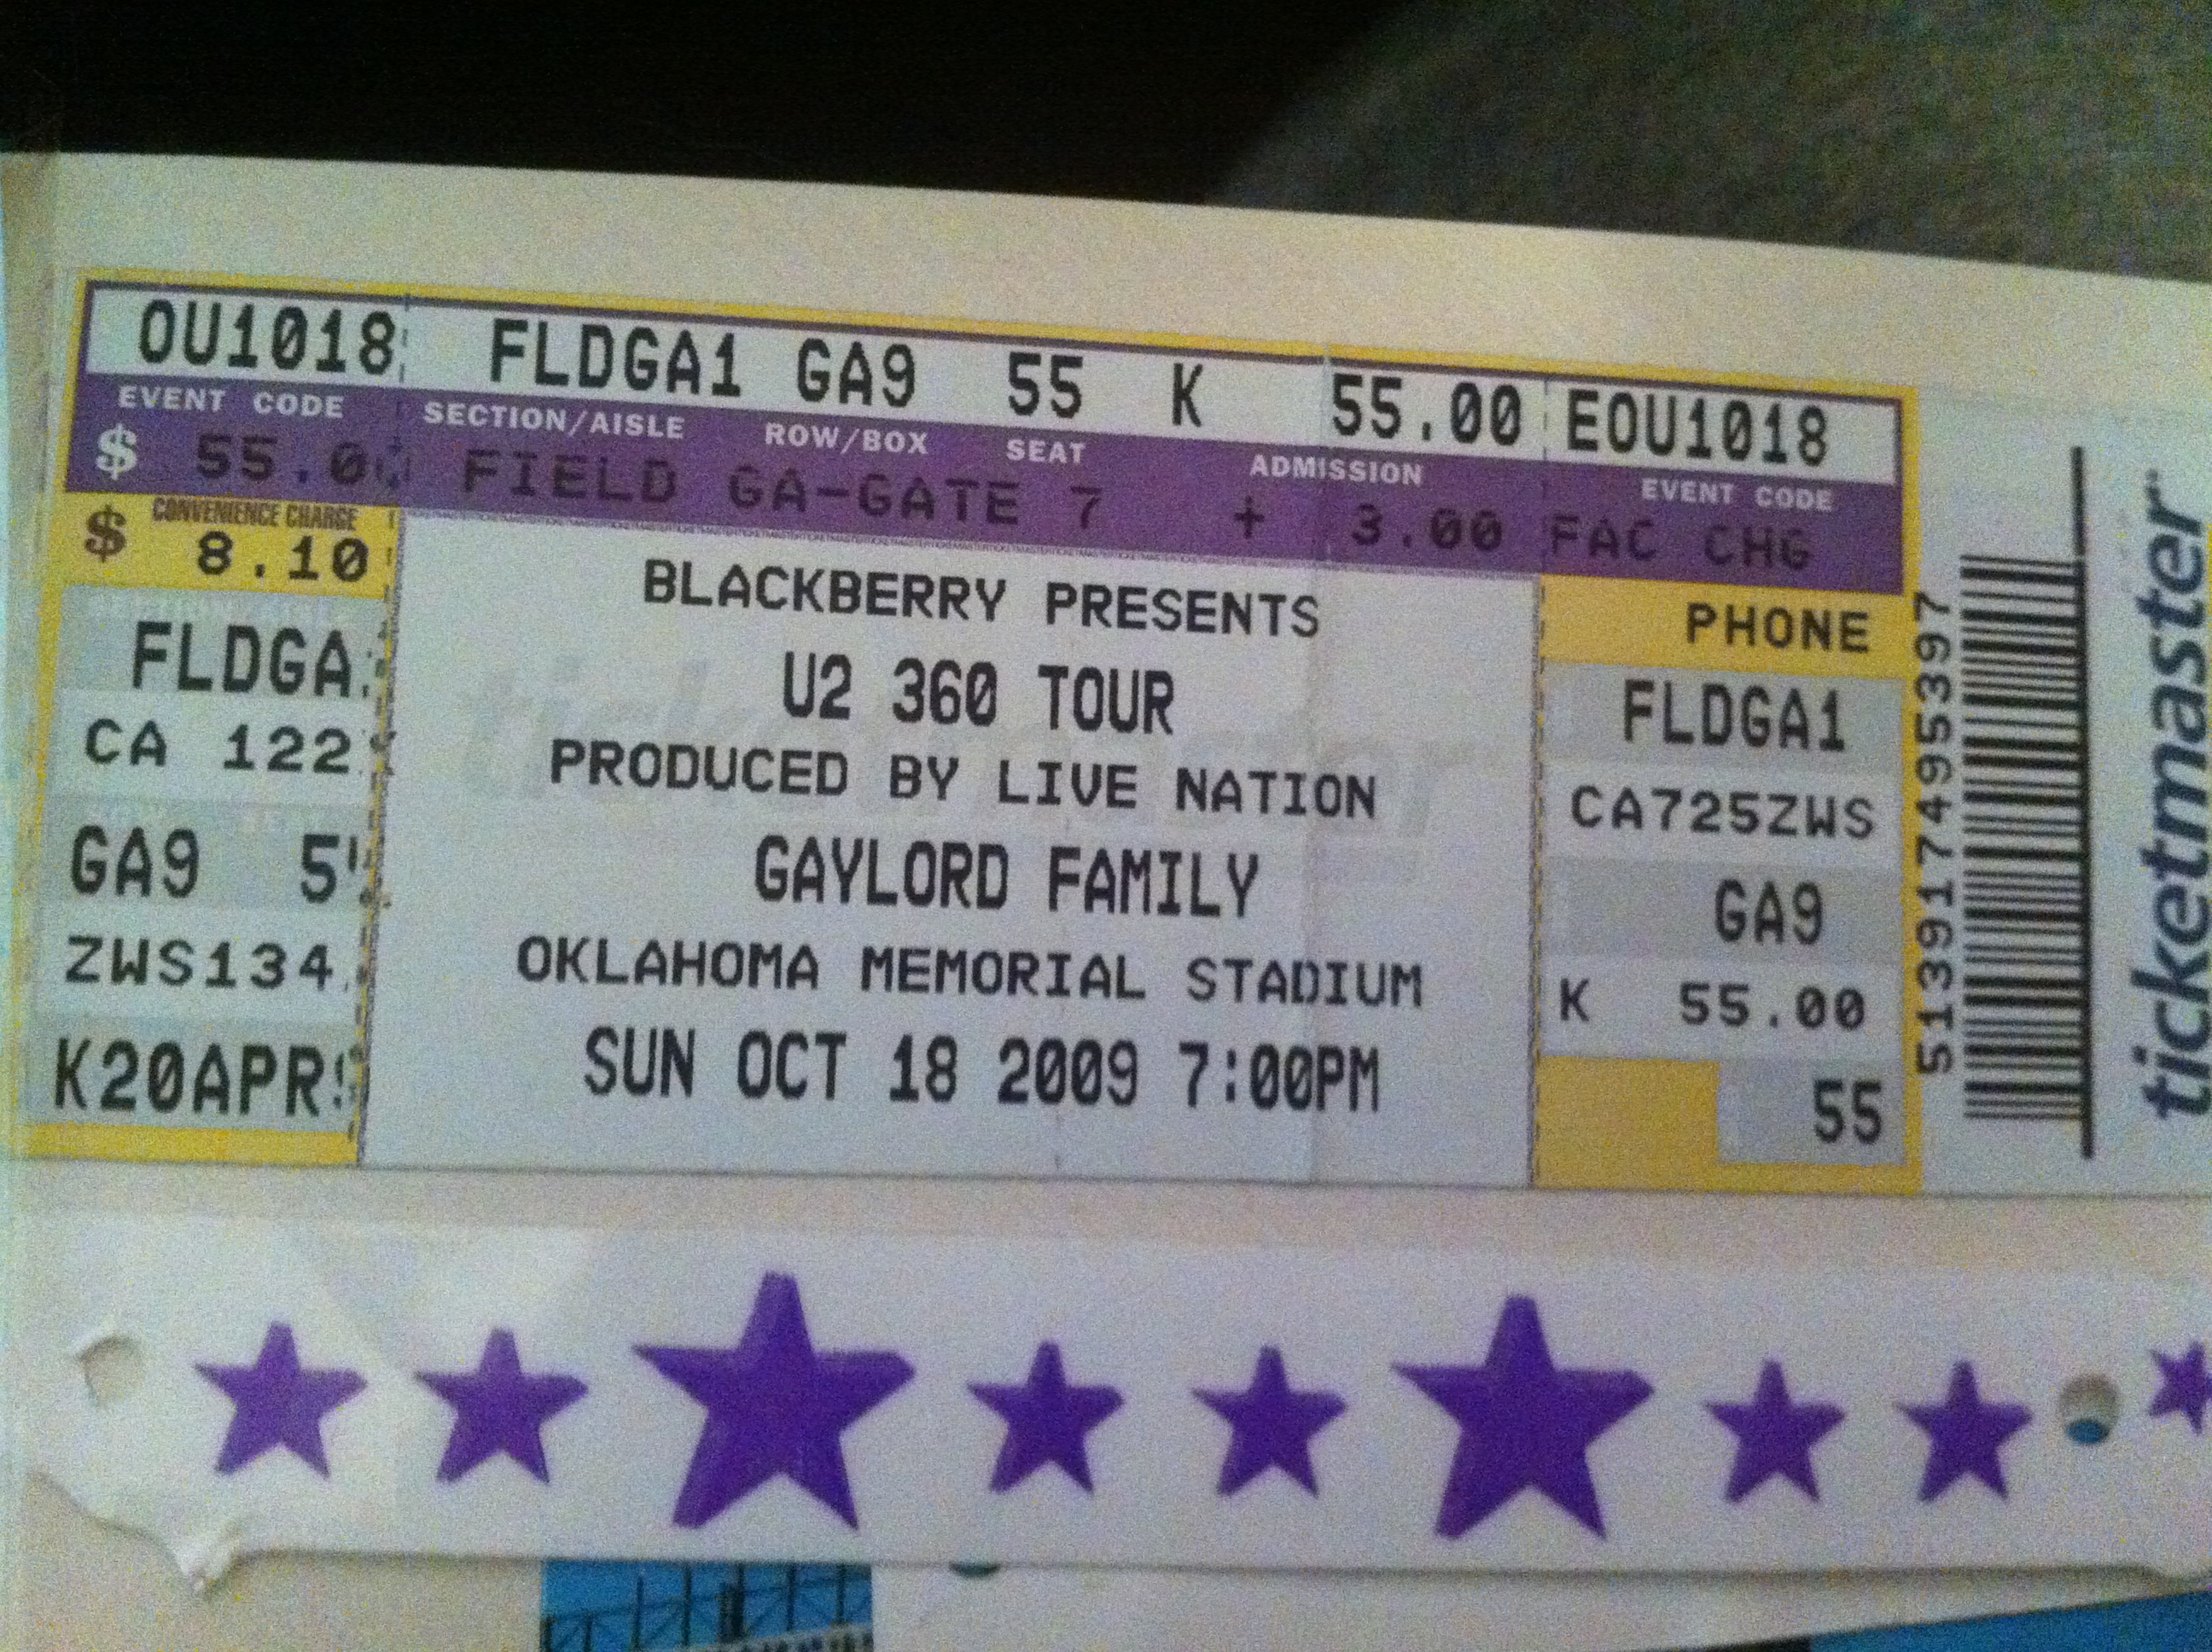 OU1018 FLDGA1 GA9 55 K 55.00 EOU1018
EVENT CODE SECTION/AISLE ROW/BOX SEAT ADMISSION EVENT CODE
$ 55.00 FIELD GA-GATE 7 + 3.00 FAC CHG
CONVENIENCE CHARGE
$ 8.10
FLDGA
CA 122
GA9 5
ZWS134
K20APR
BLACKBERRY PRESENTS
U2 360 TOUR
PRODUCED BY LIVE NATION
GAYLORD FAMILY
OKLAHOMA MEMORIAL STADIUM
SUN OCT 18 2009 7:00PM
PHONE
FLDGA1
CA725ZWS
GA9
K 55.00
55
513917495397
ticketmaster